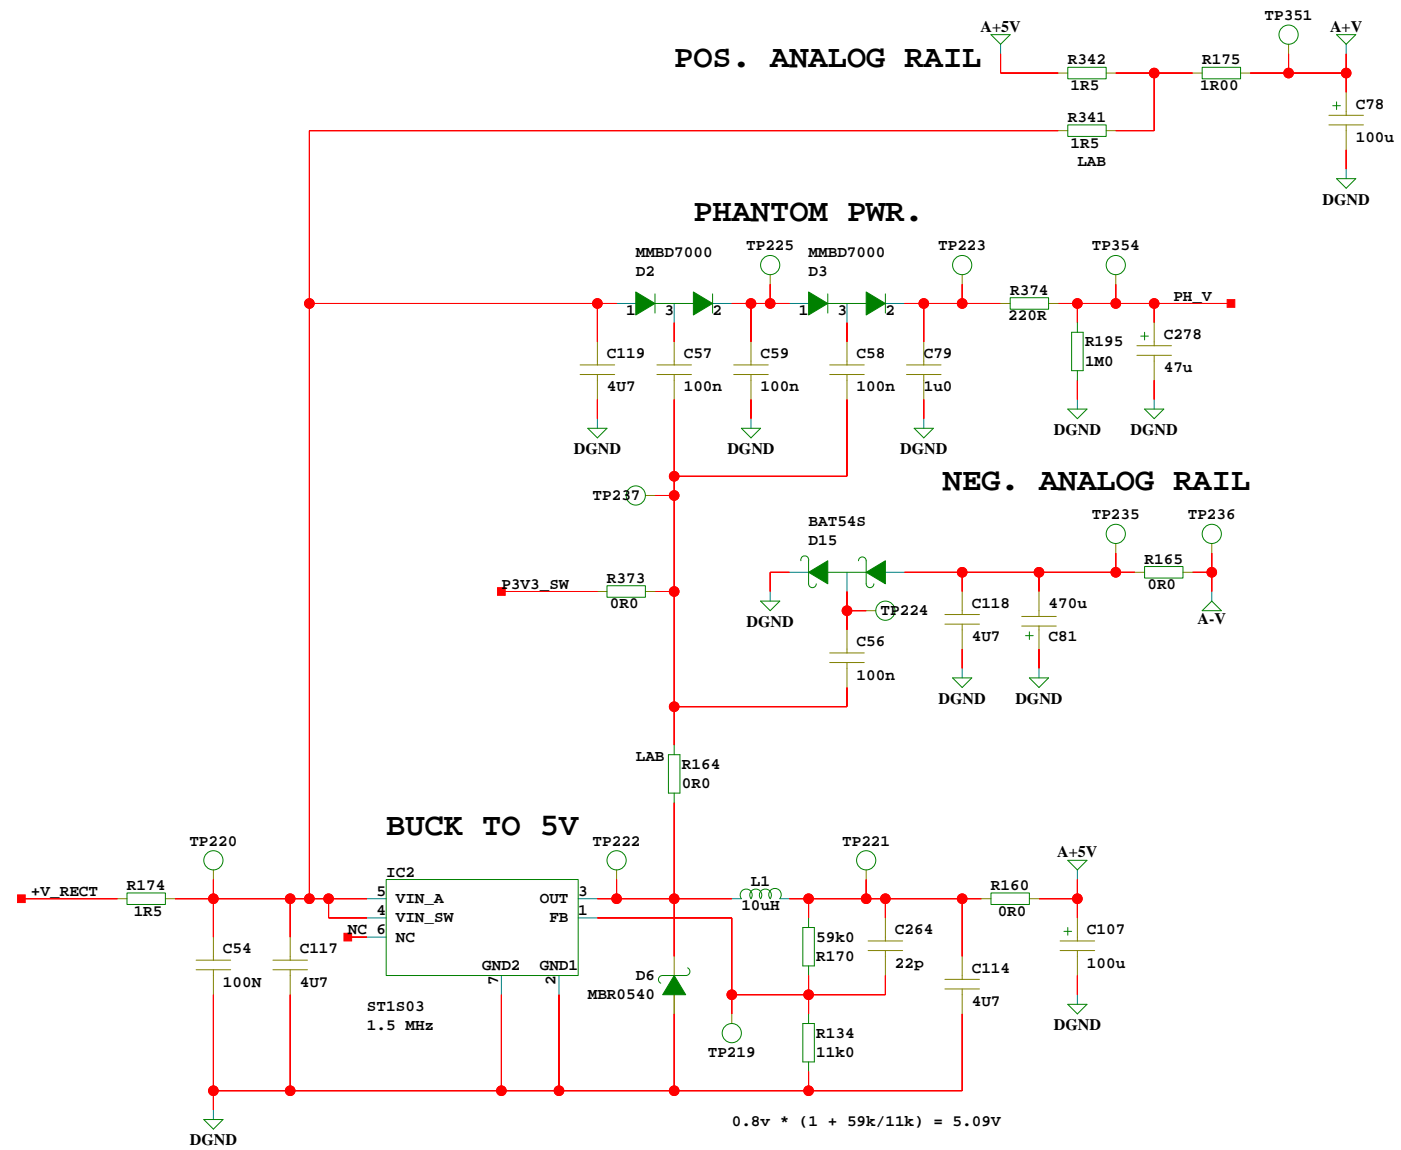 TP351
A+5V
A+V
POS. ANALOG RAIL
R342
1R5
R175
1R00
C78
100u
R341
1R5
LAB
DGND
PHANTOM PWR.
MMBD7000
D2
TP225
MMBD7000
D3
TP223
TP354
R374
220R
PH_V
1
3
2
1
3
2
C119
4U7
C57
100n
C59
100n
C58
100n
C79
1u0
R195
1M0
C278
47u
DGND
DGND
DGND
DGND
DGND
NEG. ANALOG RAIL
TP237
BAT54S
D15
TP235
TP236
R165
0R0
P3V3_SW
R373
0R0
DGND
TP224
A-V
C118
4U7
470u
C81
C56
100n
DGND
DGND
LAB
R164
0R0
BUCK TO 5V
TP220
TP222
TP221
A+5V
+V_RECT
R174
1R5
IC2
5
VIN_A
OUT
3
4
VIN_SW
FB
1
NC
6
NC
L1
10uH
R160
0R0
C54
100N
C117
4U7
GND2
GND1
7
2
59k0
R170
C264
22p
C107
100u
D6
MBR0540
C114
4U7
ST1S03
1.5 MHz
TP219
R134
11k0
DGND
DGND
0.8v * (1 + 59k/11k) = 5.09V